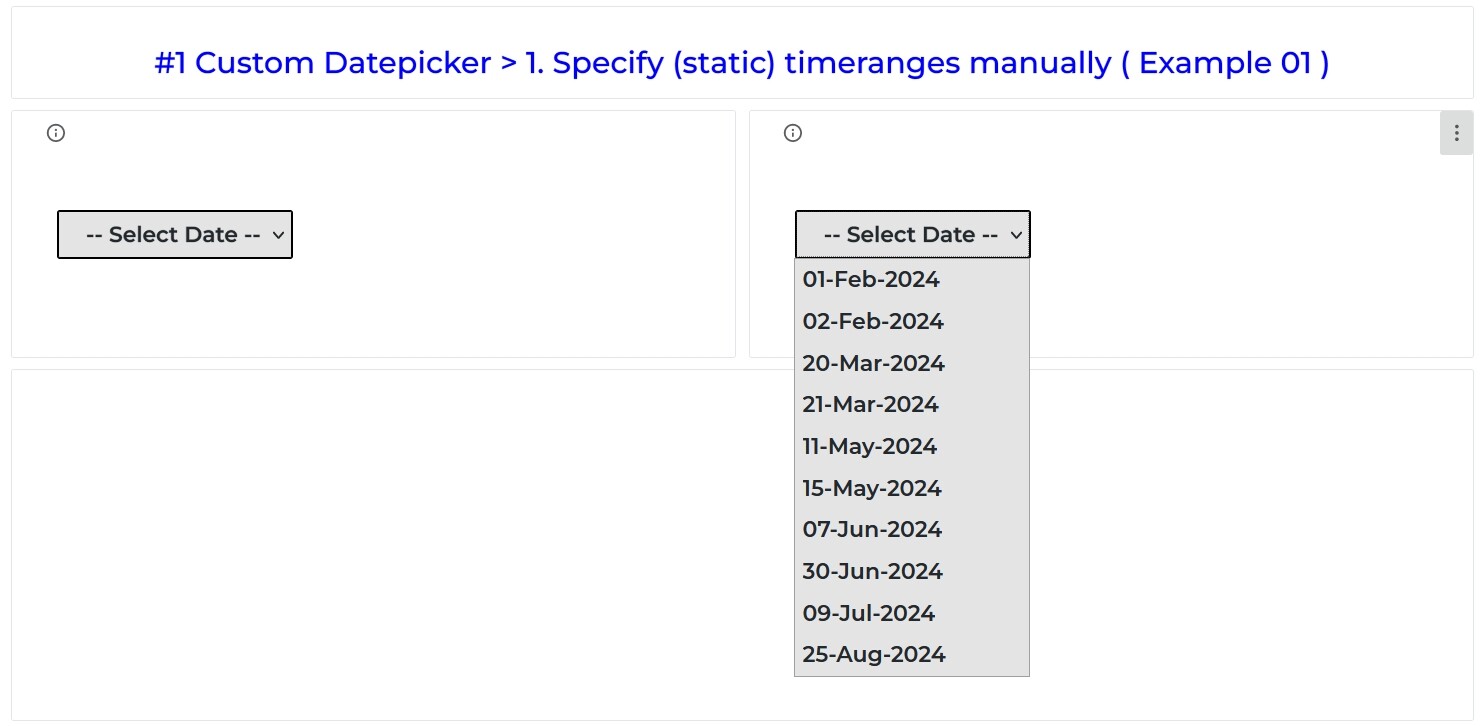 #1 Custom Datepicker > 1. Specify (static) timeranges manually ( Example 01 )
-- Select Date --
-- Select Date --
01-Feb-2024
02-Feb-2024
20-Mar-2024
21-Mar-2024
11-May-2024
15-May-2024
07-Jun-2024
30-Jun-2024
09-Jul-2024
25-Aug-2024